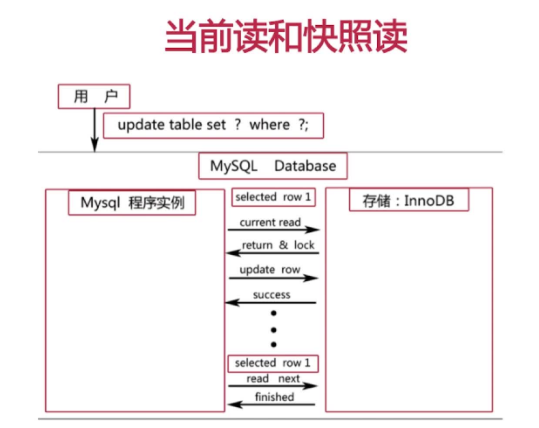 当前读和快照读
用 户
update table set ? where ?;
MySQL Database
Mysql 程序实例
selected row 1
存储：InnoDB
current read
return & lock
update row
success
selected row 1
read next
finished